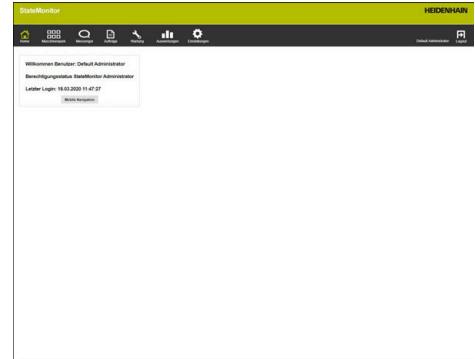 StateMonitor
HEIDENHAIN
Home Maschinenpark Messenger Aufträge Wartung Auswertungen Einstellungen
Default Administrator Logout
Willkommen Benutzer: Default Administrator
Berechtigungsstatus StateMonitor Administrator
Letzter Login: 18.03.2020 11:47:27
Mobile Navigation